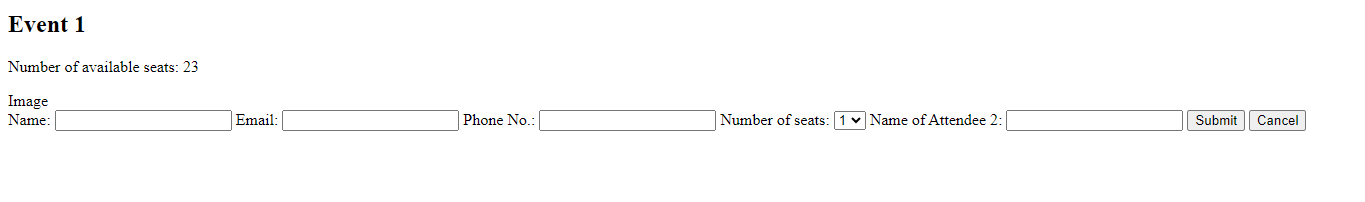 Event 1
Number of available seats: 23
Image
Name: Email: Phone No.: Number of seats: 1 Name of Attendee 2: Submit Cancel